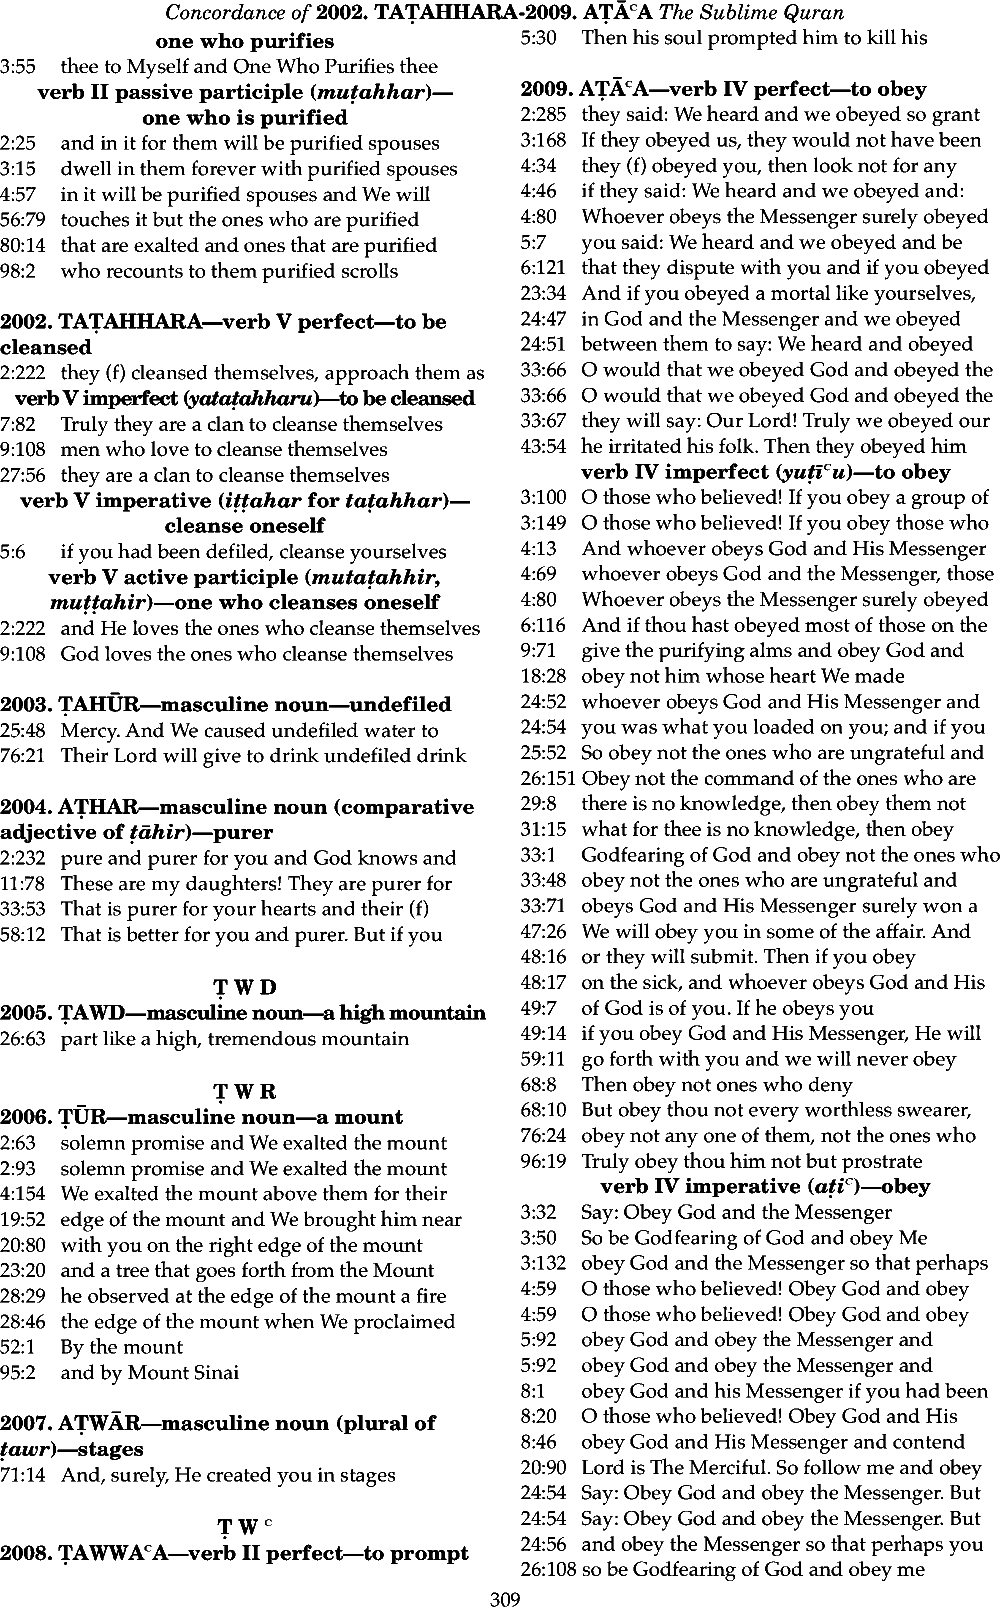 Concordance of 2002. TAṬAHHARA-2009. AṬĀᶜA The Sublime Quran
one who purifies
3:55 thee to Myself and One Who Purifies thee
verb II passive participle (muṭahhar)—
one who is purified
2:25 and in it for them will be purified spouses
3:15 dwell in them forever with purified spouses
4:57 in it will be purified spouses and We will
56:79 touches it but the ones who are purified
80:14 that are exalted and ones that are purified
98:2 who recounts to them purified scrolls
2002. TAṬAHHARA—verb V perfect—to be
cleansed
2:222 they (f) cleansed themselves, approach them as
verb V imperfect (yataṭahharu)—to be cleansed
7:82 Truly they are a clan to cleanse themselves
9:108 men who love to cleanse themselves
27:56 they are a clan to cleanse themselves
verb V imperative (iṭṭahar for taṭahhar)—
cleanse oneself
5:6 if you had been defiled, cleanse yourselves
verb V active participle (mutaṭahhir,
muṭṭahir)—one who cleanses oneself
2:222 and He loves the ones who cleanse themselves
9:108 God loves the ones who cleanse themselves
2003. ṬAHŪR—masculine noun—undefiled
25:48 Mercy. And We caused undefiled water to
76:21 Their Lord will give to drink undefiled drink
2004. AṬHAR—masculine noun (comparative
adjective of ṭāhir)—purer
2:232 pure and purer for you and God knows and
11:78 These are my daughters! They are purer for
33:53 That is purer for your hearts and their (f)
58:12 That is better for you and purer. But if you
Ṭ W D
2005. ṬAWD—masculine noun—a high mountain
26:63 part like a high, tremendous mountain
Ṭ W R
2006. ṬŪR—masculine noun—a mount
2:63 solemn promise and We exalted the mount
2:93 solemn promise and We exalted the mount
4:154 We exalted the mount above them for their
19:52 edge of the mount and We brought him near
20:80 with you on the right edge of the mount
23:20 and a tree that goes forth from the Mount
28:29 he observed at the edge of the mount a fire
28:46 the edge of the mount when We proclaimed
52:1 By the mount
95:2 and by Mount Sinai
2007. AṬWĀR—masculine noun (plural of
ṭawr)—stages
71:14 And, surely, He created you in stages
Ṭ W ᶜ
2008. ṬAWWAᶜA—verb II perfect—to prompt
5:30 Then his soul prompted him to kill his
2009. AṬĀᶜA—verb IV perfect—to obey
2:285 they said: We heard and we obeyed so grant
3:168 If they obeyed us, they would not have been
4:34 they (f) obeyed you, then look not for any
4:46 if they said: We heard and we obeyed and:
4:80 Whoever obeys the Messenger surely obeyed
5:7 you said: We heard and we obeyed and be
6:121 that they dispute with you and if you obeyed
23:34 And if you obeyed a mortal like yourselves,
24:47 in God and the Messenger and we obeyed
24:51 between them to say: We heard and obeyed
33:66 O would that we obeyed God and obeyed the
33:66 O would that we obeyed God and obeyed the
33:67 they will say: Our Lord! Truly we obeyed our
43:54 he irritated his folk. Then they obeyed him
verb IV imperfect (yuṭīᶜu)—to obey
3:100 O those who believed! If you obey a group of
3:149 O those who believed! If you obey those who
4:13 And whoever obeys God and His Messenger
4:69 whoever obeys God and the Messenger, those
4:80 Whoever obeys the Messenger surely obeyed
6:116 And if thou hast obeyed most of those on the
9:71 give the purifying alms and obey God and
18:28 obey not him whose heart We made
24:52 whoever obeys God and His Messenger and
24:54 you was what you loaded on you; and if you
25:52 So obey not the ones who are ungrateful and
26:151 Obey not the command of the ones who are
29:8 there is no knowledge, then obey them not
31:15 what for thee is no knowledge, then obey
33:1 Godfearing of God and obey not the ones who
33:48 obey not the ones who are ungrateful and
33:71 obeys God and His Messenger surely won a
47:26 We will obey you in some of the affair. And
48:16 or they will submit. Then if you obey
48:17 on the sick, and whoever obeys God and His
49:7 of God is of you. If he obeys you
49:14 if you obey God and His Messenger, He will
59:11 go forth with you and we will never obey
68:8 Then obey not ones who deny
68:10 But obey thou not every worthless swearer,
76:24 obey not any one of them, not the ones who
96:19 Truly obey thou him not but prostrate
verb IV imperative (aṭiᶜ)—obey
3:32 Say: Obey God and the Messenger
3:50 So be Godfearing of God and obey Me
3:132 obey God and the Messenger so that perhaps
4:59 O those who believed! Obey God and obey
4:59 O those who believed! Obey God and obey
5:92 obey God and obey the Messenger and
5:92 obey God and obey the Messenger and
8:1 obey God and his Messenger if you had been
8:20 O those who believed! Obey God and His
8:46 obey God and His Messenger and contend
20:90 Lord is The Merciful. So follow me and obey
24:54 Say: Obey God and obey the Messenger. But
24:54 Say: Obey God and obey the Messenger. But
24:56 and obey the Messenger so that perhaps you
26:108 so be Godfearing of God and obey me
309